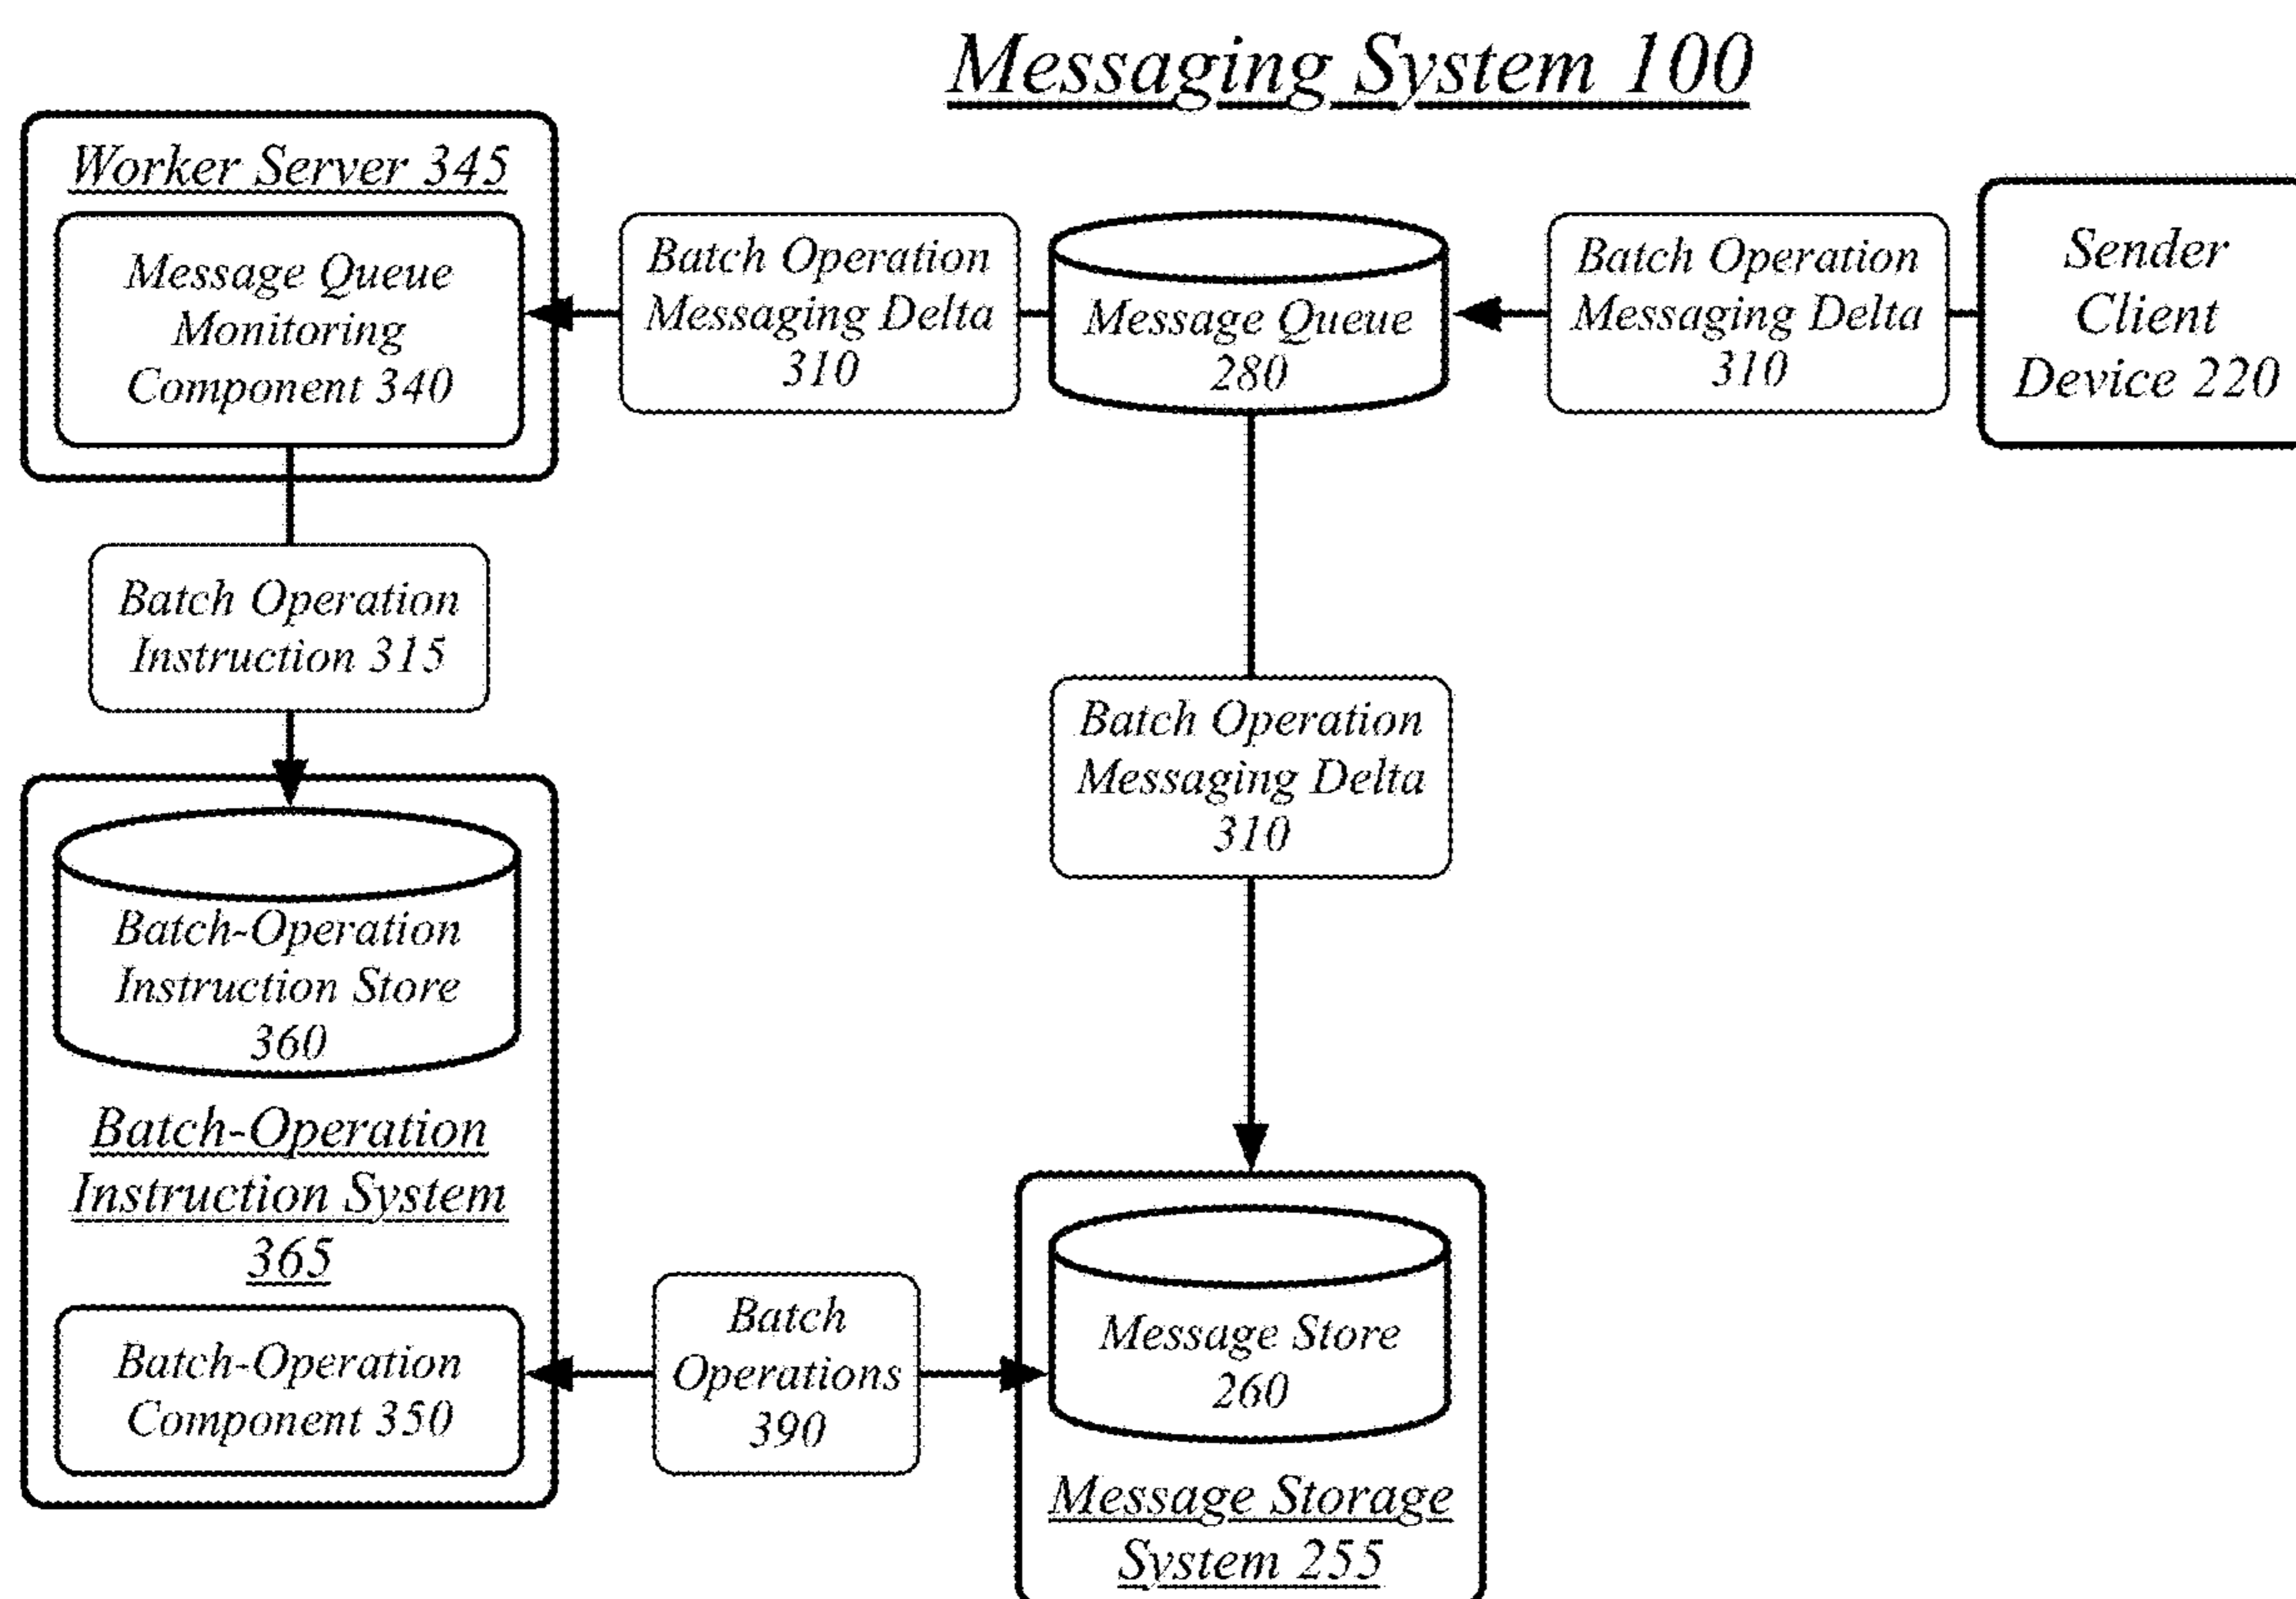 Messaging System 100
Worker Server 345
Message Queue
Monitoring
Component 340
Batch Operation
Messaging Delta
310
Message Queue
280
Batch Operation
Messaging Delta
310
Sender
Client
Device 220
Batch Operation
Instruction 315
Batch Operation
Messaging Delta
310
Batch-Operation
Instruction Store
360
Batch-Operation
Instruction System
365
Batch-Operation
Component 350
Batch
Operations
390
Message Store
260
Message Storage
System 255